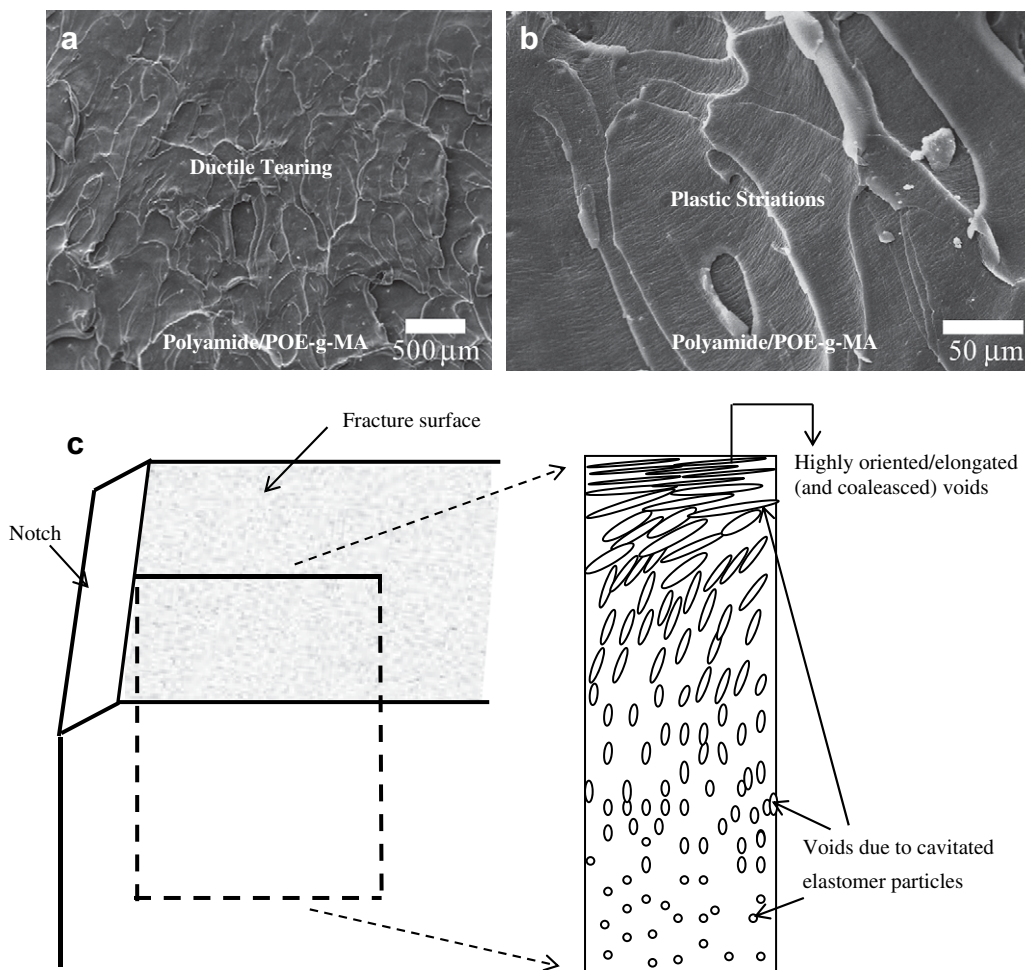 a
Ductile Tearing
Polyamide/POE-g-MA
500 μm
b
Plastic Striations
Polyamide/POE-g-MA
50 μm
c
Fracture surface
Notch
Highly oriented/elongated
(and coaleasced) voids
Voids due to cavitated
elastomer particles